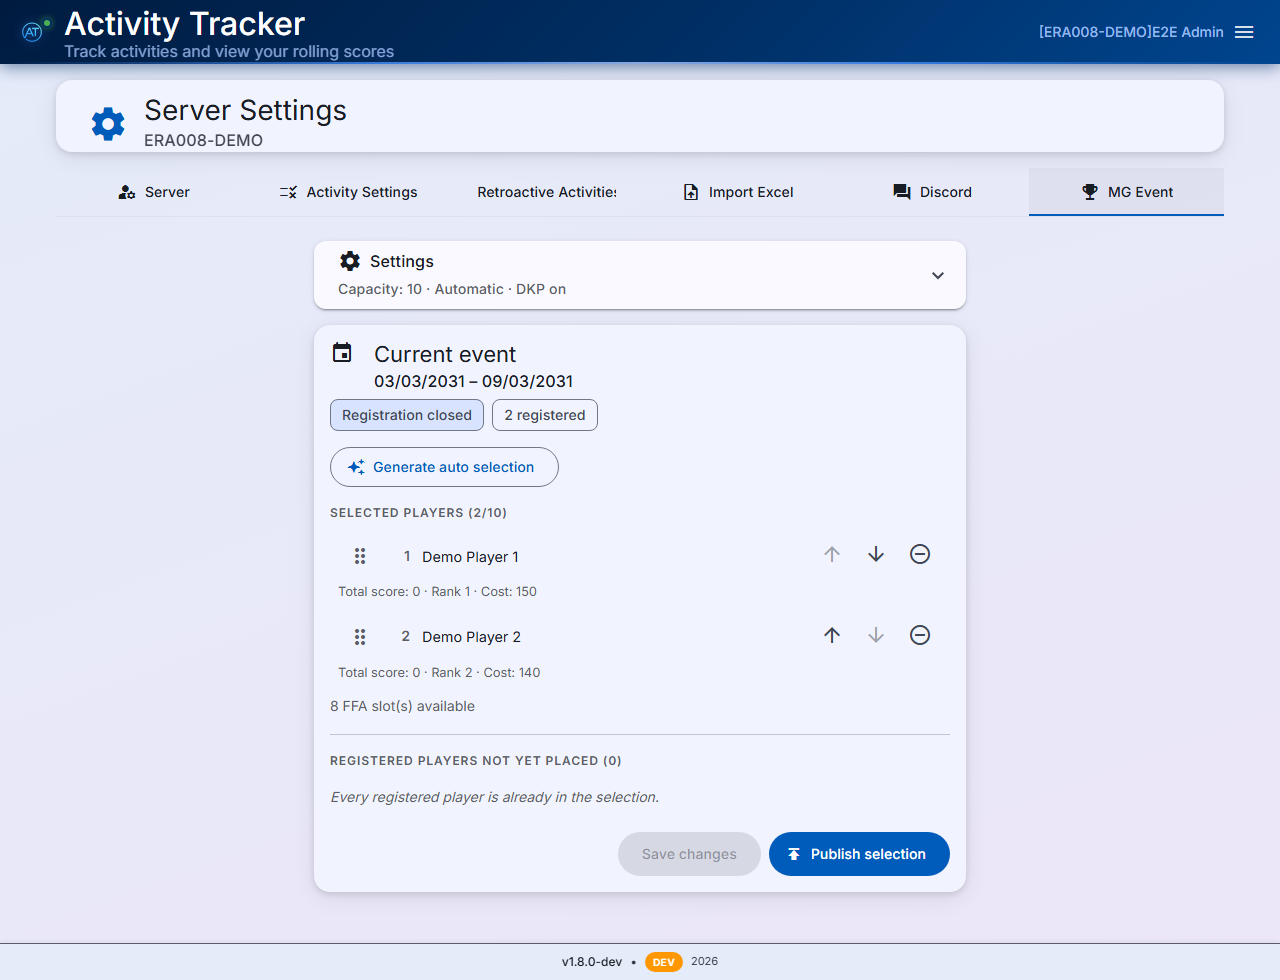 AT
Activity Tracker
Track activities and view your rolling scores
[ERA008-DEMO]E2E Admin
Server Settings
ERA008-DEMO
Server
Activity Settings
Retroactive Activities
Import Excel
Discord
MG Event
Settings
Capacity: 10 · Automatic · DKP on
Current event
03/03/2031 – 09/03/2031
Registration closed
2 registered
Generate auto selection
SELECTED PLAYERS (2/10)
1 Demo Player 1
Total score: 0 · Rank 1 · Cost: 150
2 Demo Player 2
Total score: 0 · Rank 2 · Cost: 140
8 FFA slot(s) available
REGISTERED PLAYERS NOT YET PLACED (0)
Every registered player is already in the selection.
Save changes
Publish selection
v1.8.0-dev • DEV 2026